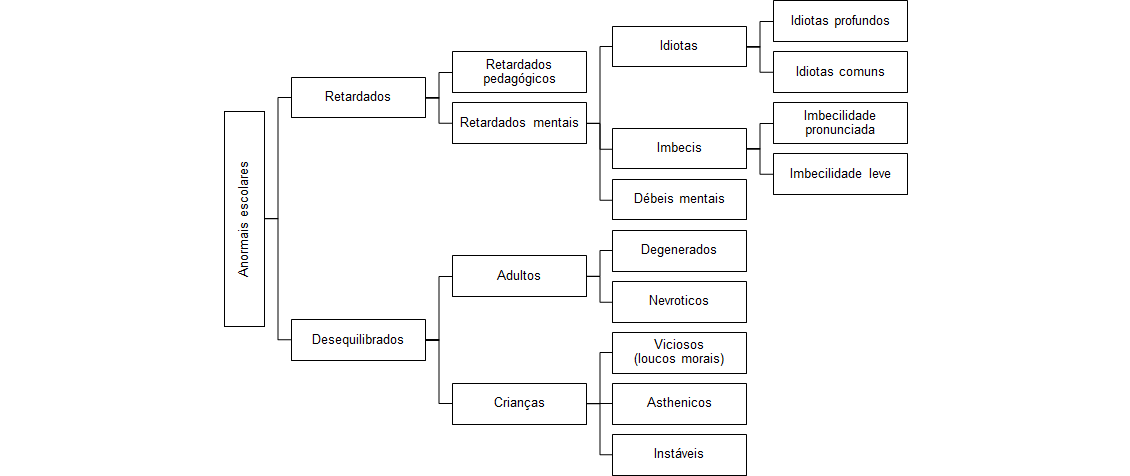 Anormais escolares
Retardados
Retardados
pedagógicos
Retardados mentais
Idiotas
Idiotas profundos
Idiotas comuns
Imbecis
Imbecilidade
pronunciada
Imbecilidade leve
Débeis mentais
Desequilibrados
Adultos
Degenerados
Nevroticos
Crianças
Viciosos
(loucos morais)
Asthenicos
Instáveis